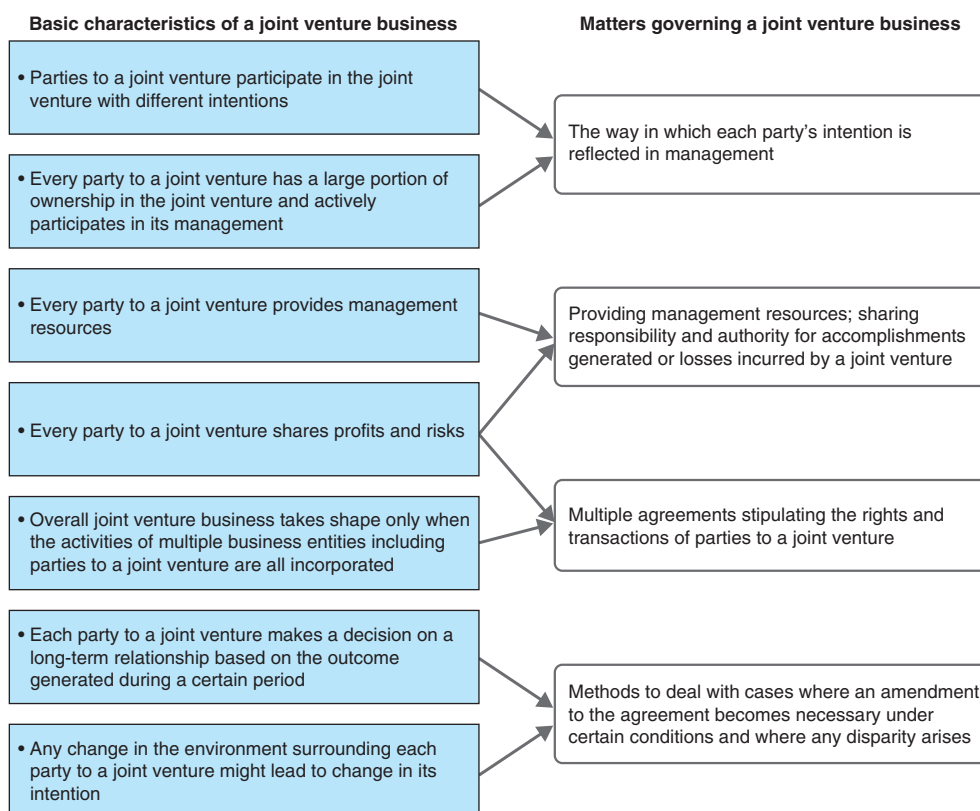 Basic characteristics of a joint venture business
Matters governing a joint venture business
• Parties to a joint venture participate in the joint
venture with different intentions
• Every party to a joint venture has a large portion of
ownership in the joint venture and actively
participates in its management
• Every party to a joint venture provides management
resources
• Every party to a joint venture shares profits and risks
• Overall joint venture business takes shape only when
the activities of multiple business entities including
parties to a joint venture are all incorporated
• Each party to a joint venture makes a decision on a
long-term relationship based on the outcome
generated during a certain period
• Any change in the environment surrounding each
party to a joint venture might lead to change in its
intention
The way in which each party’s intention is
reflected in management
Providing management resources; sharing
responsibility and authority for accomplishments
generated or losses incurred by a joint venture
Multiple agreements stipulating the rights and
transactions of parties to a joint venture
Methods to deal with cases where an amendment
to the agreement becomes necessary under
certain conditions and where any disparity arises